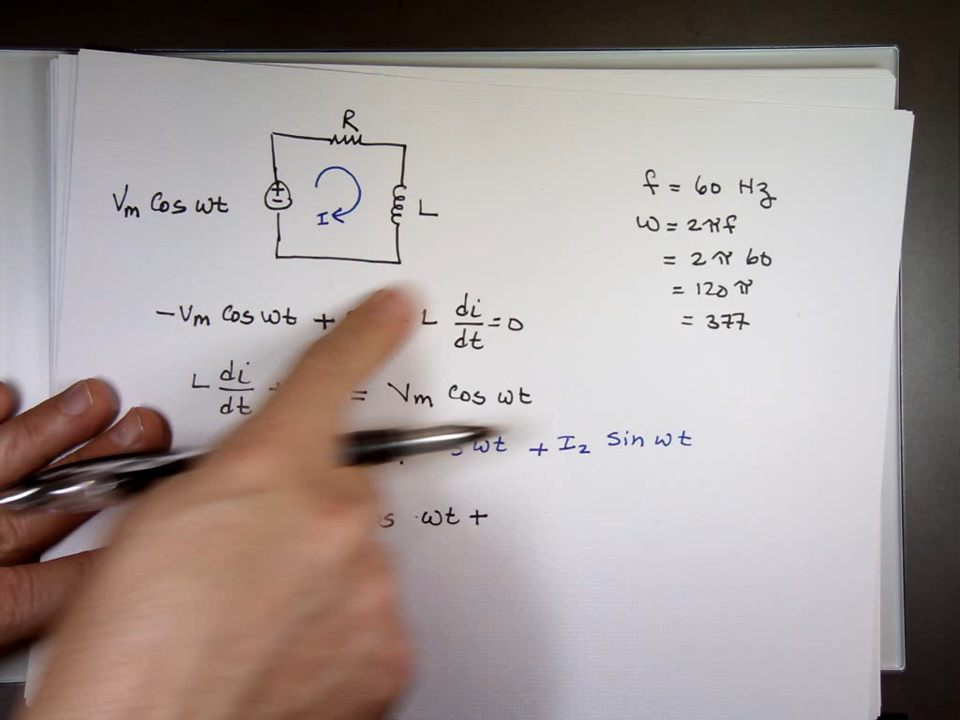 R
Vm Cos ωt
+
-
I
L
f = 60 Hz
ω = 2πf
= 2π 60
= 120π
= 377
-Vm Cos ωt + L di/dt = 0
L di/dt = Vm Cos ωt
ωt + I2 Sin ωt
ωt +